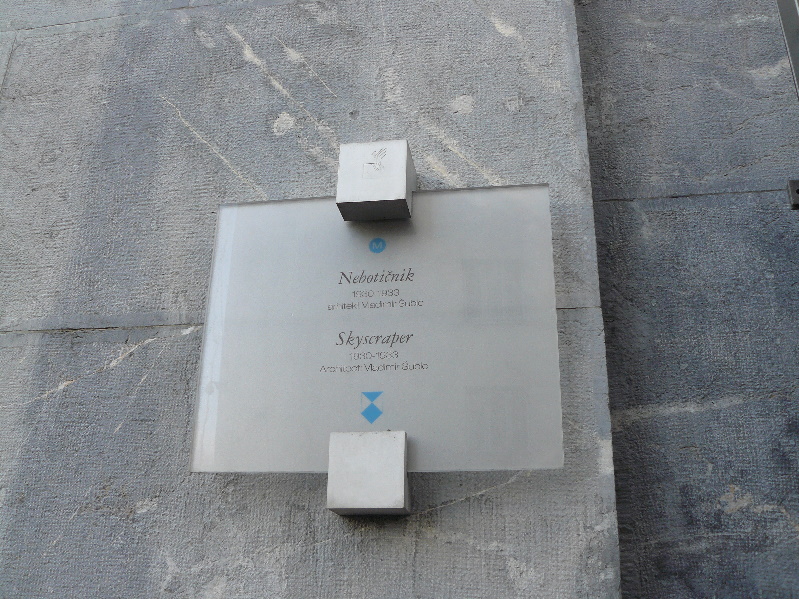 M
Nebotičnik
1930-1933
arhitekt Vladimir Šubic
Skyscraper
1930-1933
Architect: Vladimir Šubic